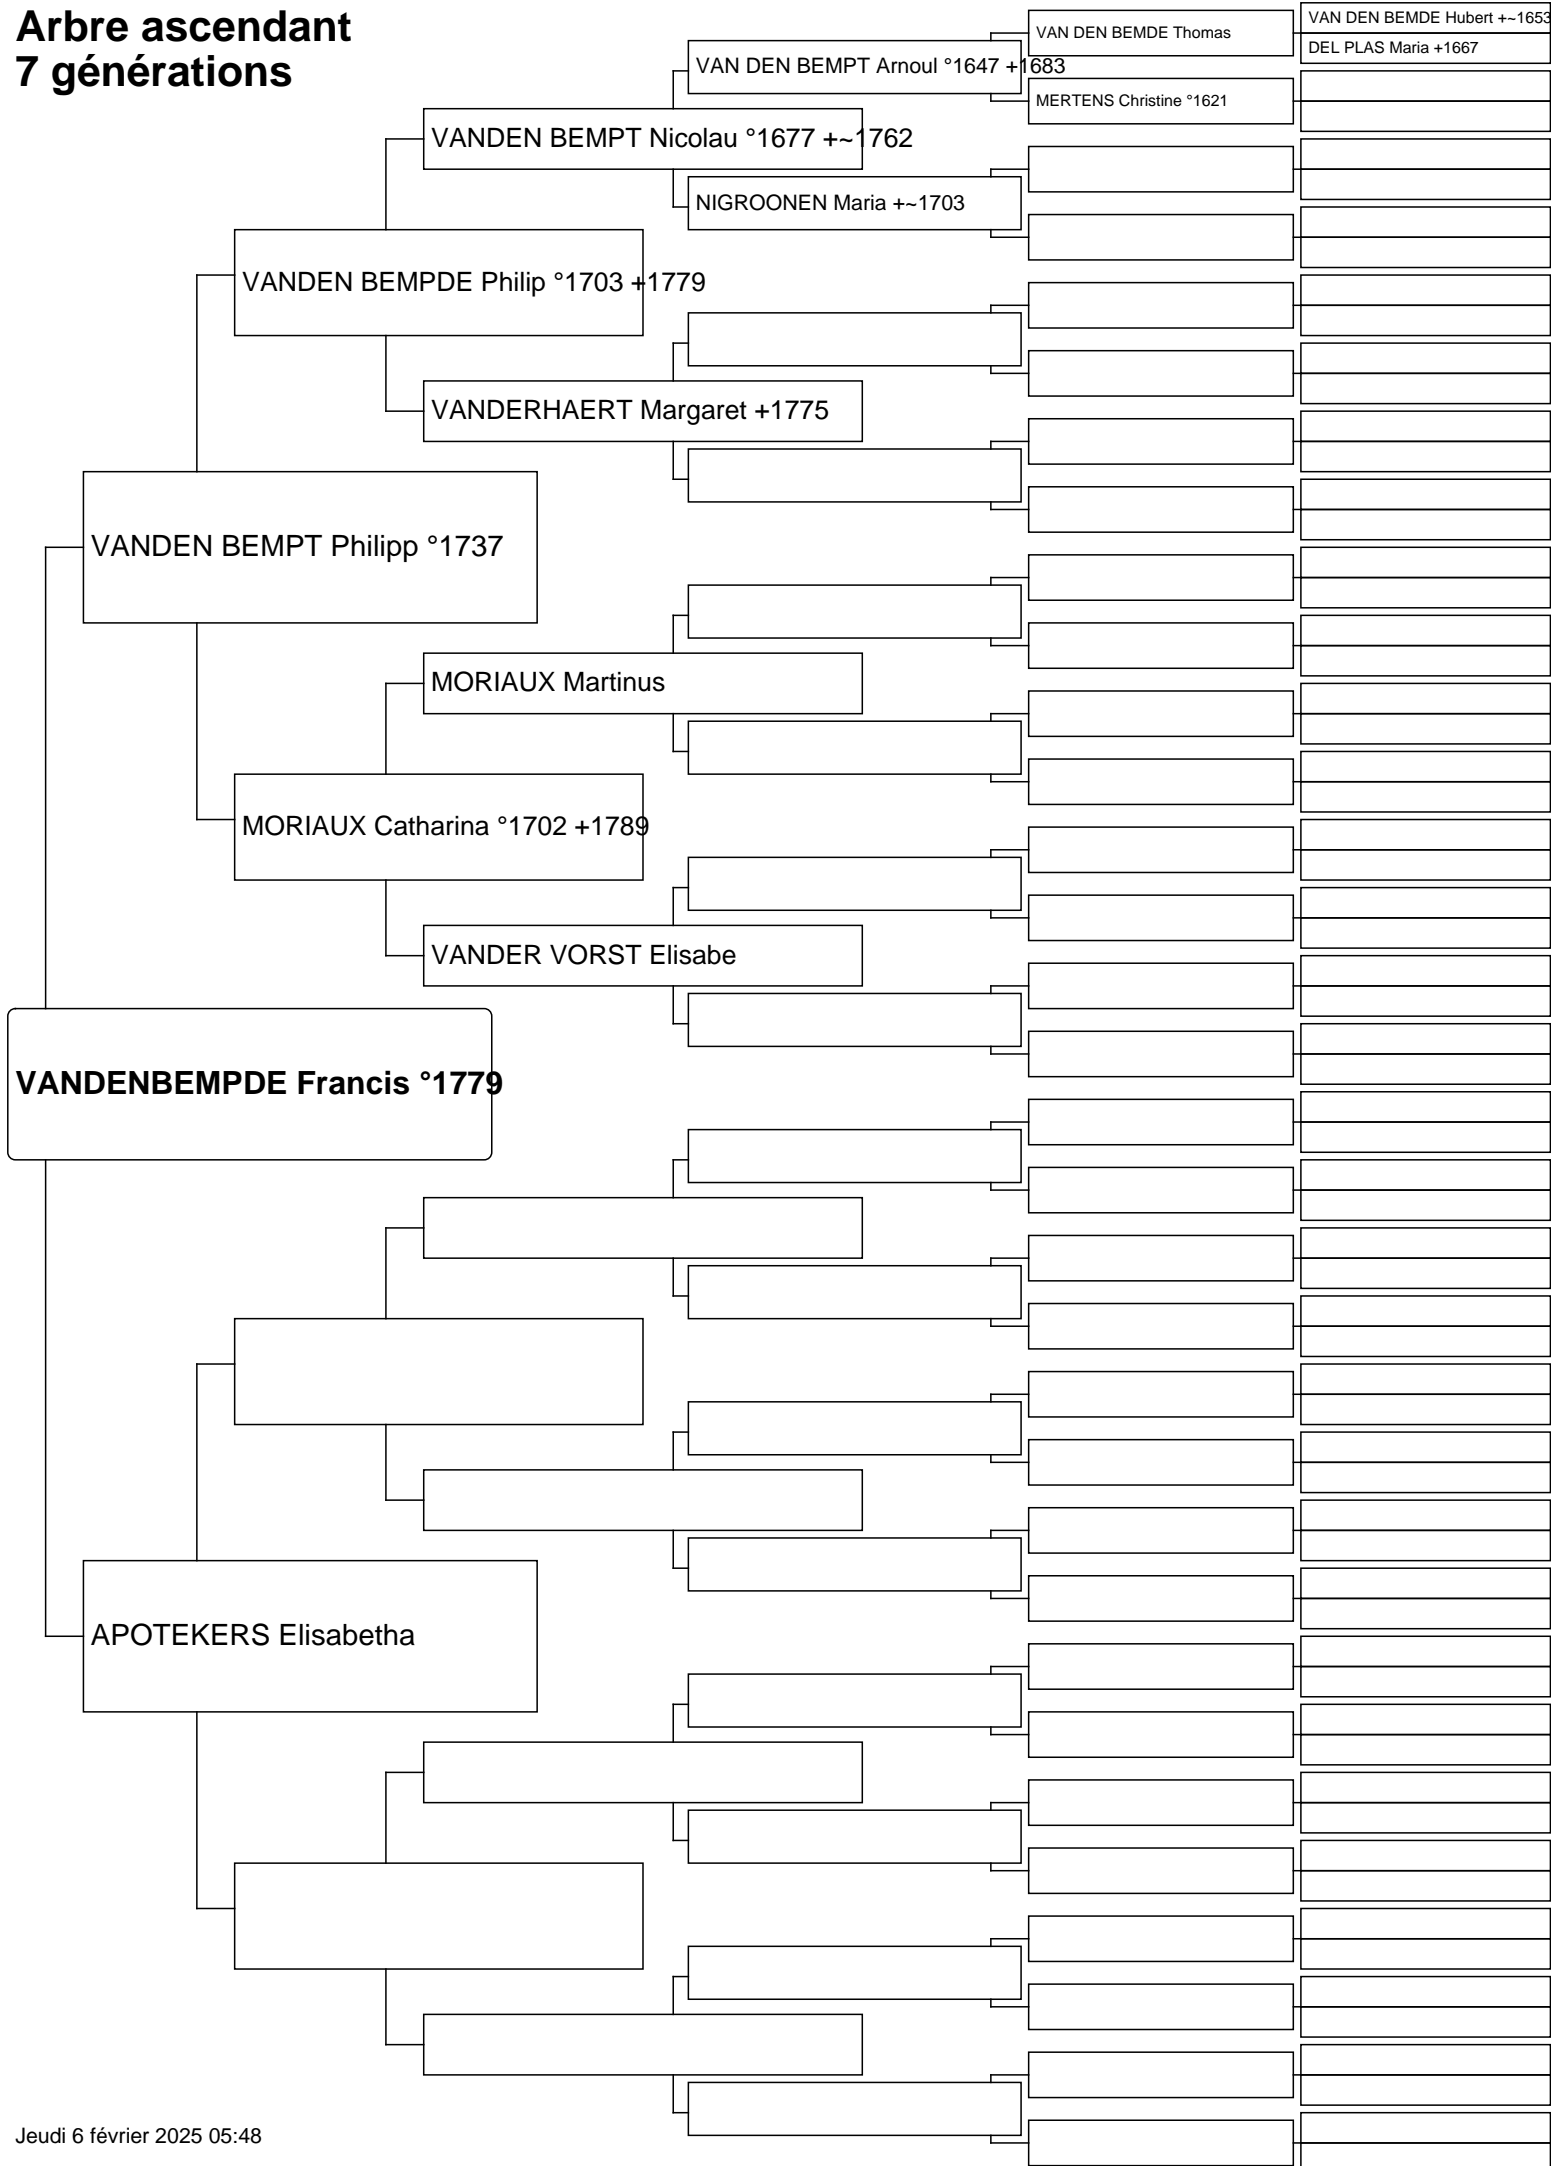 Arbre ascendant
7 générations
VAN DEN BEMDE Hubert +~1653
VAN DEN BEMDE Thomas
DEL PLAS Maria +1667
VAN DEN BEMPT Arnoul °1647 +1683
MERTENS Christine °1621
VANDEN BEMPT Nicolau °1677 +~1762
NIGROONEN Maria +~1703
VANDEN BEMPDE Philip °1703 +1779
VANDERHAERT Margaret +1775
VANDEN BEMPT Philipp °1737
MORIAUX Martinus
MORIAUX Catharina °1702 +1789
VANDER VORST Elisabe
VANDENBEMPDE Francis °1779
APOTEKERS Elisabetha
Jeudi 6 février 2025 05:48